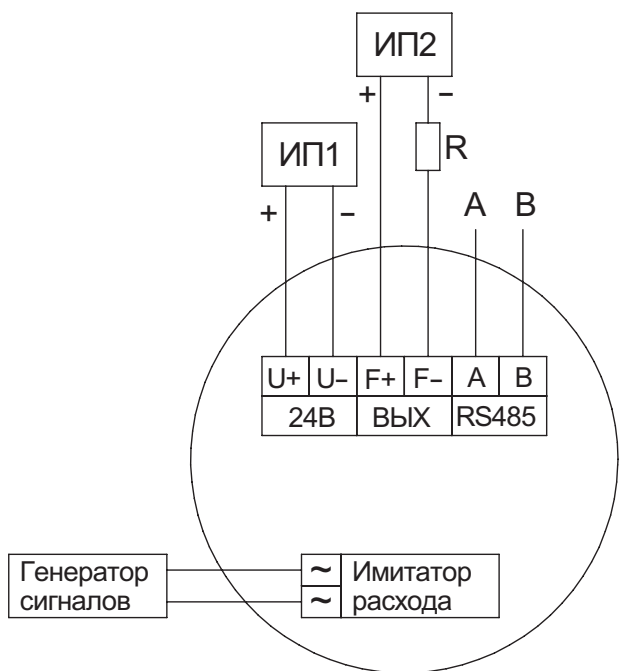 ИП2
+ −
ИП1
R
+ −
A B
U+ U− F+ F− A B
24В ВЫХ RS485
Генератор ~ Имитатор
сигналов ~ расхода